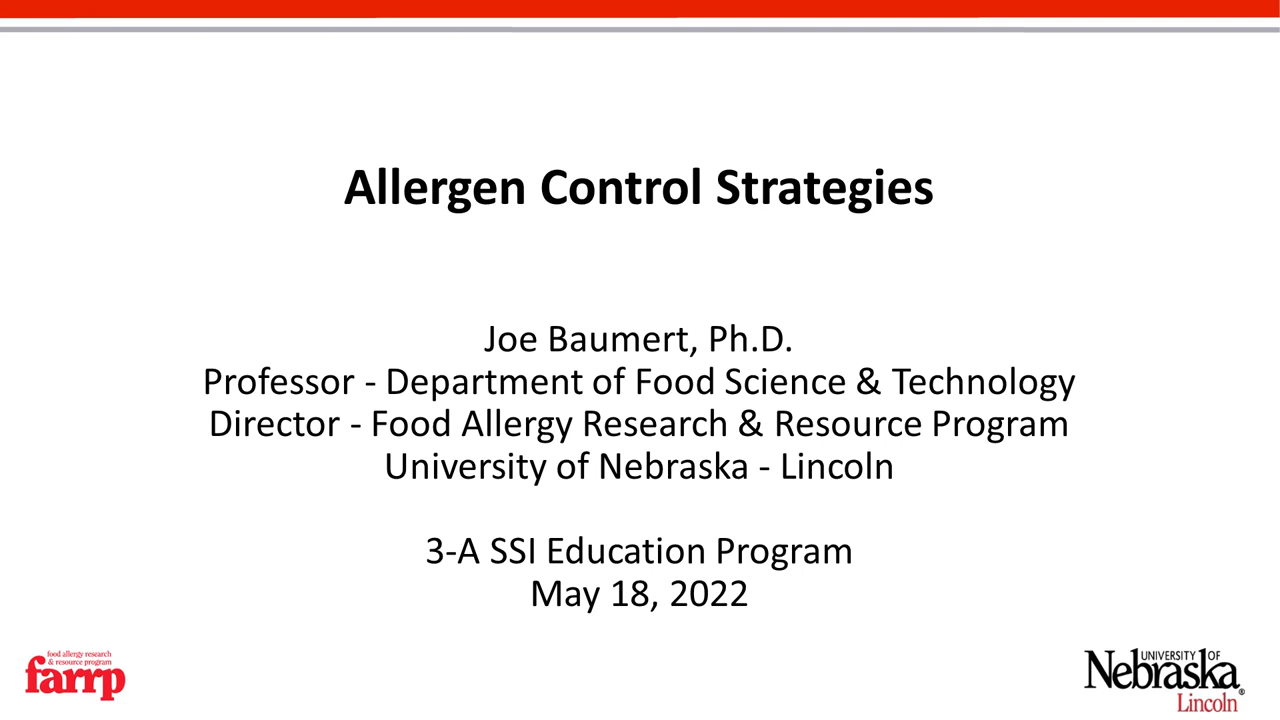 Allergen Control Strategies
Joe Baumert, Ph.D.
Professor - Department of Food Science & Technology
Director - Food Allergy Research & Resource Program
University of Nebraska - Lincoln
3-A SSI Education Program
May 18, 2022
food allergy research
& resource program
farrp
UNIVERSITY OF
Nebraska
Lincoln®